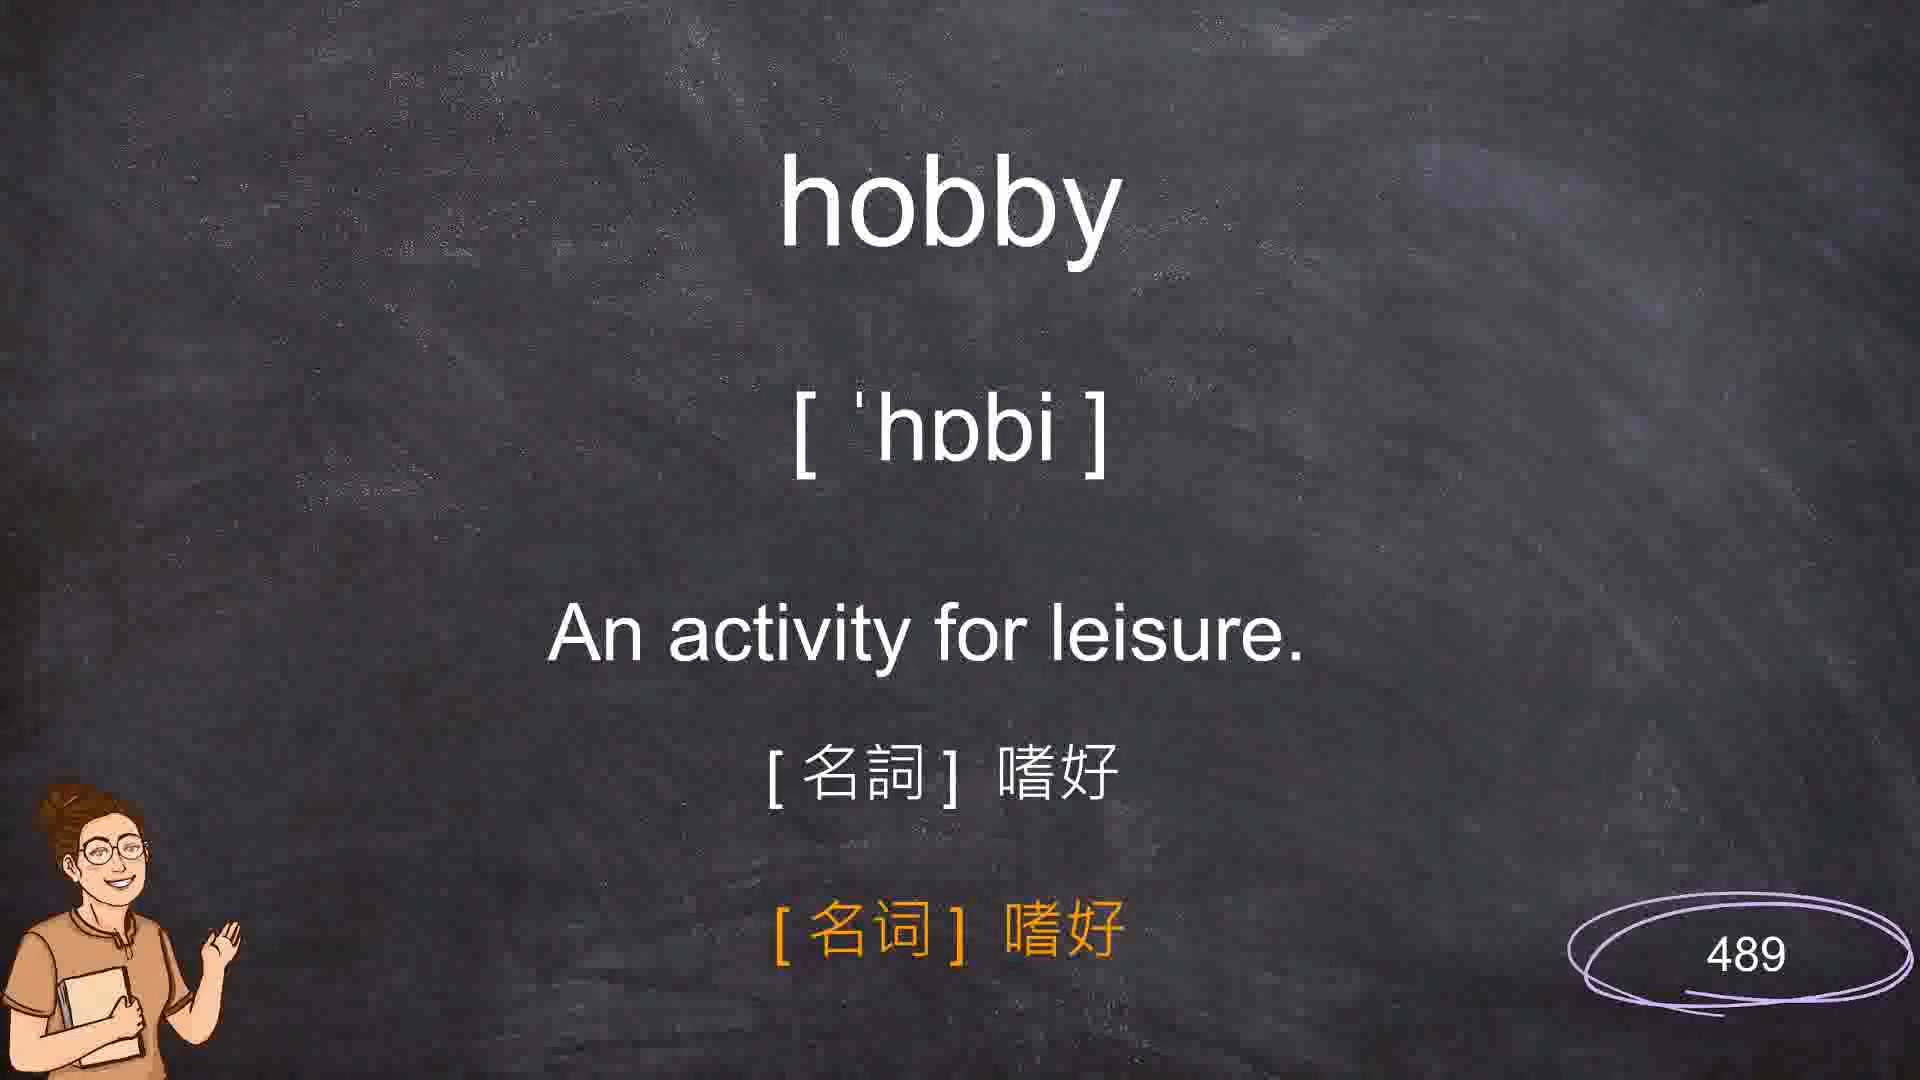 hobby
[ ˈhɒbi ]
An activity for leisure.
[ 名詞 ] 嗜好
[ 名词 ] 嗜好
489